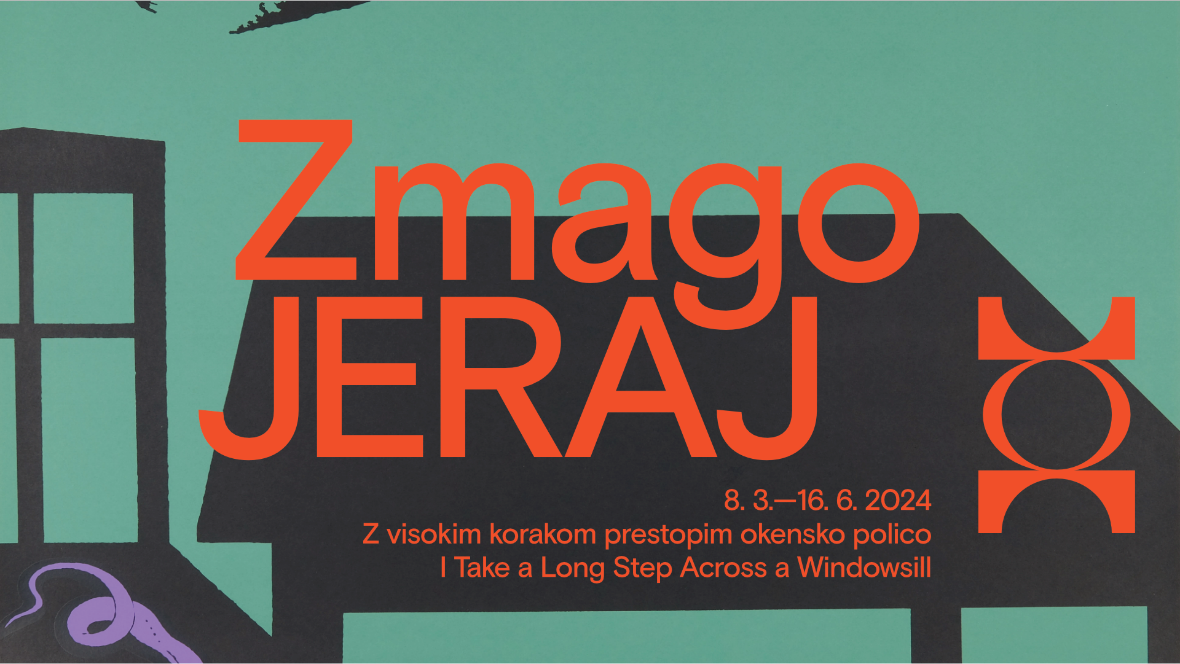 Zmago
JERAJ
8. 3.—16. 6. 2024
Z visokim korakom prestopim okensko polico
I Take a Long Step Across a Windowsill